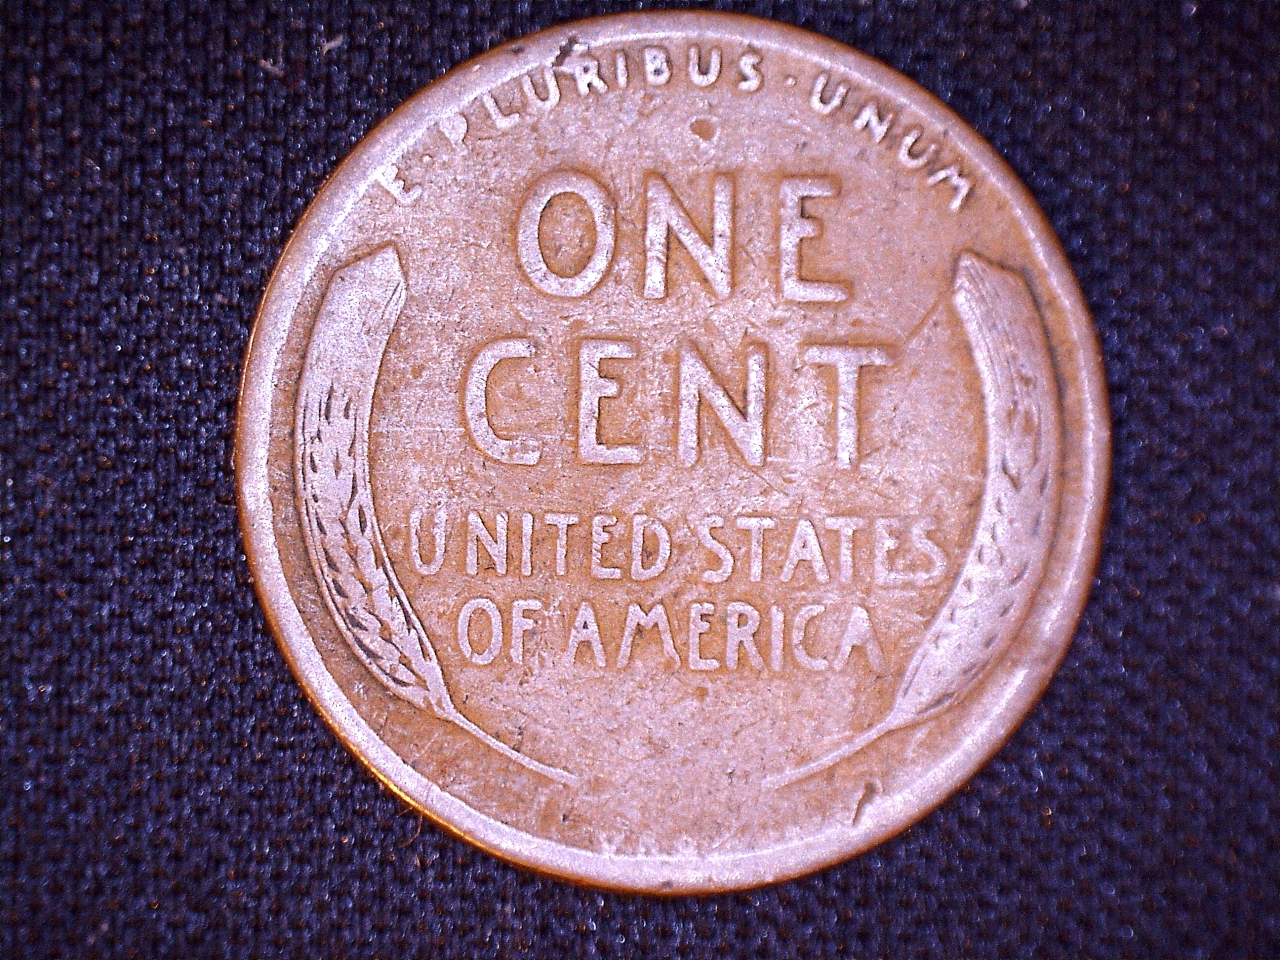 E·PLURIBUS·UNUM
ONE
CENT
UNITED STATES
OF AMERICA